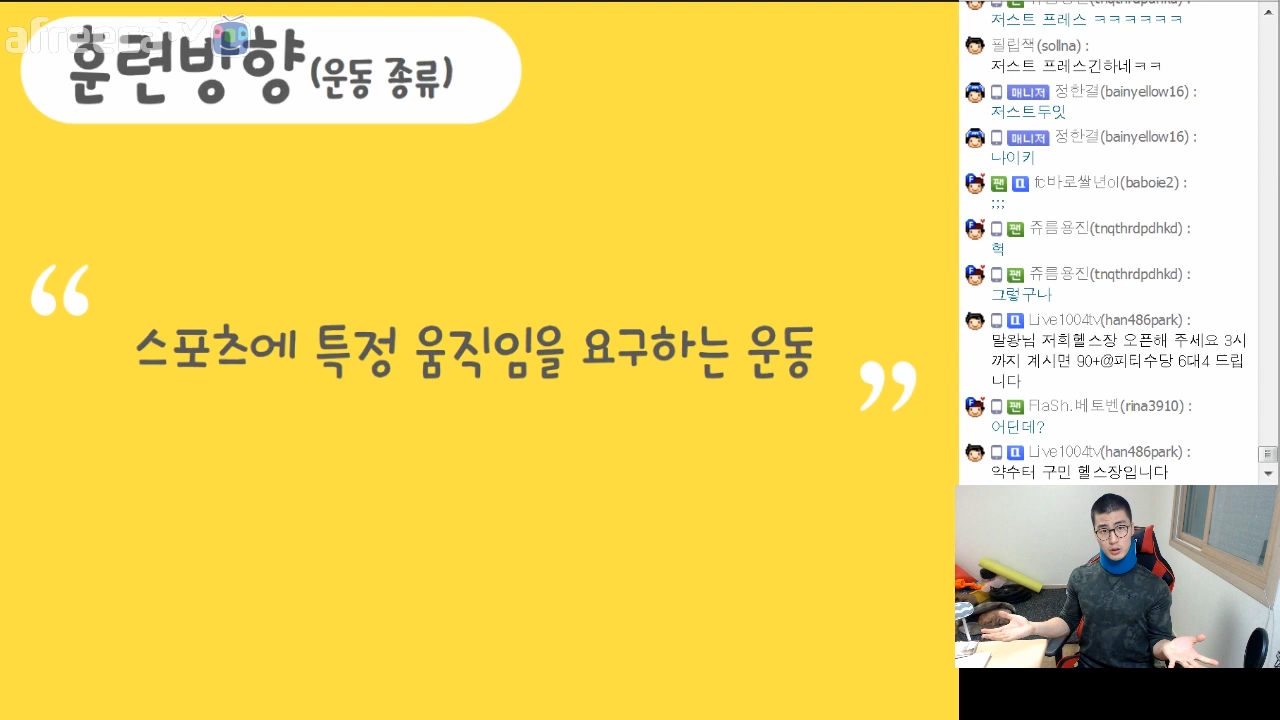 afreecaTV
훈련방향(운동 종류)
“
스포츠에 특정 움직임을 요구하는 운동
”
저스트 프레스 ㅋㅋㅋㅋㅋㅋ
필립잭(sollna) :
저스트 프레스긴하네ㅋㅋ
매니저 정한결(bainyellow16) :
저스트두잇
매니저 정한결(bainyellow16) :
나이키
팬 fc바로쌀년이(baboie2) :
;;;
팬 쥬름용진(tnqthrdpdhkd) :
헉
팬 쥬름용진(tnqthrdpdhkd) :
그렇구나
Live1004tv(han486park) :
말왕님 저희헬스장 오픈해 주세요 3시
까지 계시면 90+@피티수당 6대4 드립
니다
팬 FlaSh.베토벤(rina3910) :
어딘데?
Live1004tv(han486park) :
약수터 구민 헬스장입니다